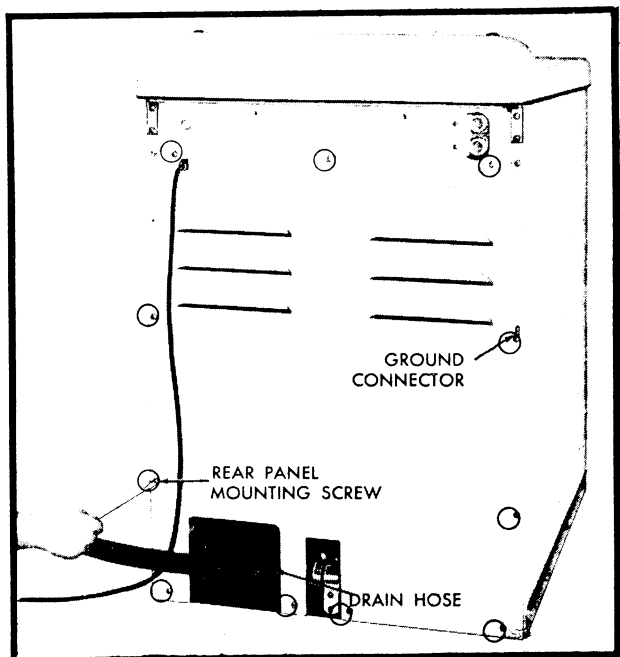 GROUND
CONNECTOR
REAR PANEL
MOUNTING SCREW
DRAIN HOSE